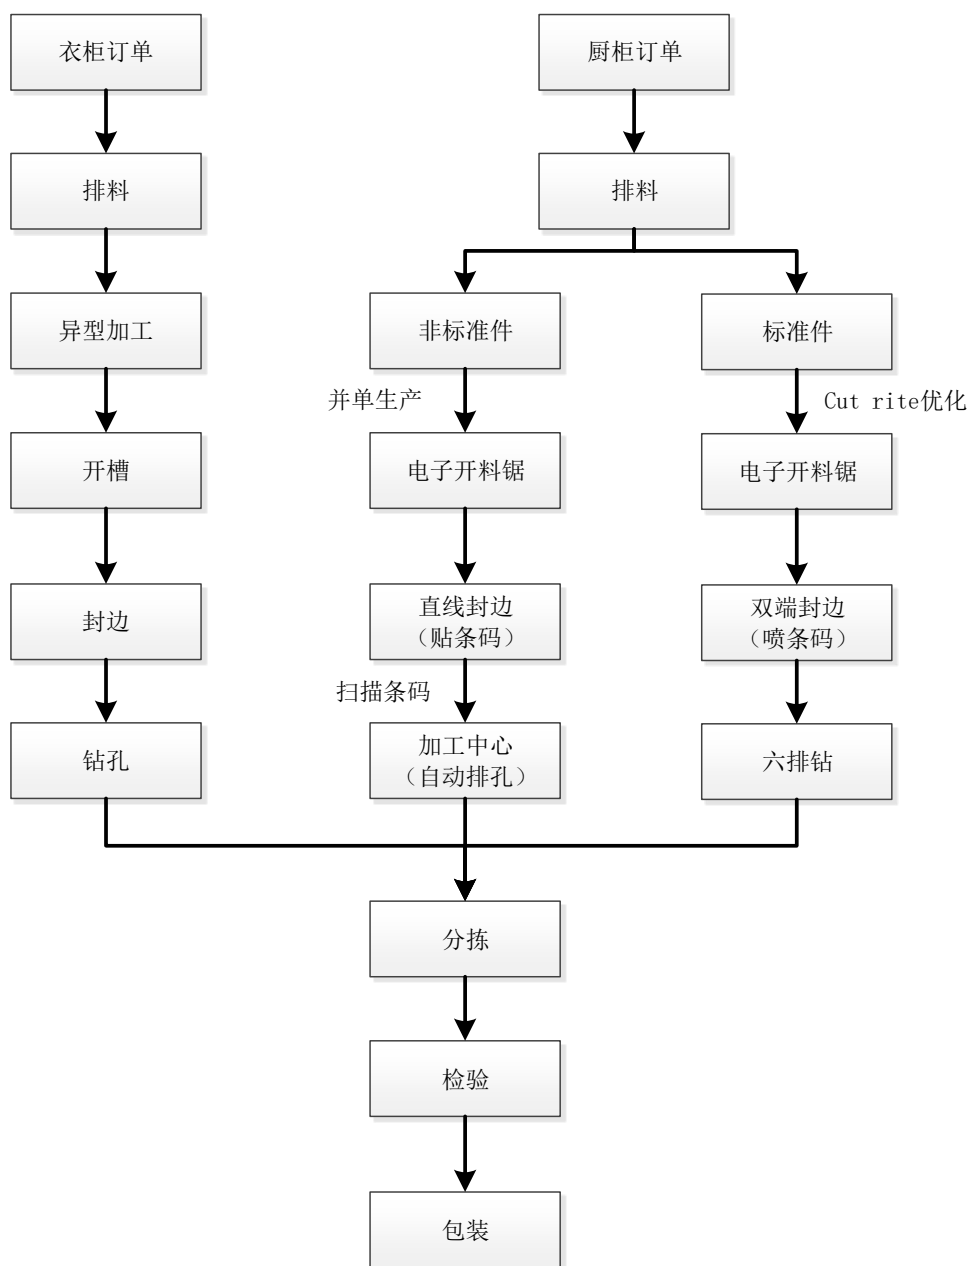 衣柜订单
厨柜订单
排料
排料
异型加工
非标准件
标准件
并单生产
Cut rite优化
开槽
电子开料锯
电子开料锯
封边
直线封边
（贴条码）
双端封边
（喷条码）
扫描条码
钻孔
加工中心
（自动排孔）
六排钻
分拣
检验
包装